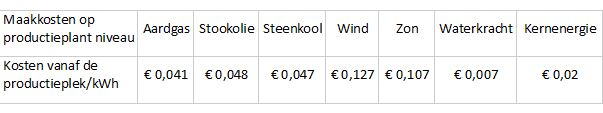 Maakkosten op productieplant niveau Aardgas Stookolie Steenkool Wind Zon Waterkracht Kernenergie
Kosten vanaf de productieplek/kWh € 0,041 € 0,048 € 0,047 € 0,127 € 0,107 € 0,007 € 0,02